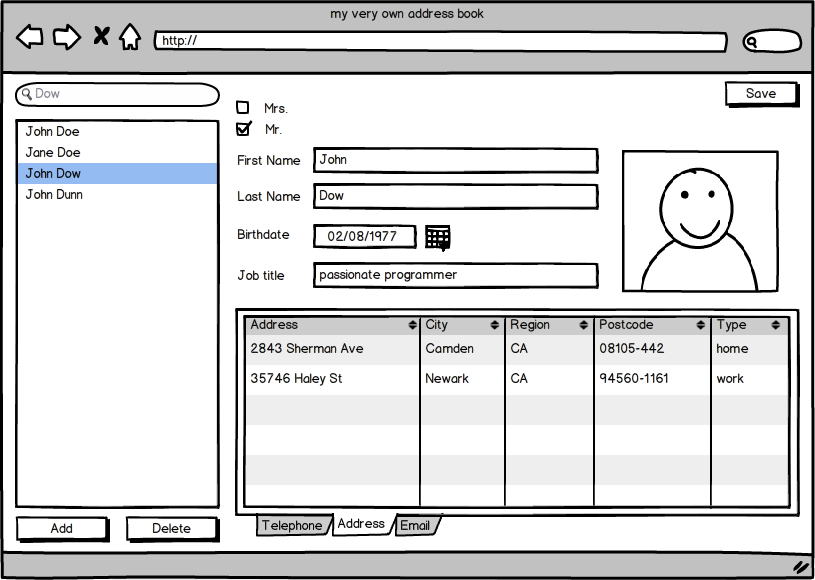 my very own address book
http://
Dow
Save
John Doe
Jane Doe
John Dow
John Dunn
Add
Delete
Mrs.
Mr.
First Name John
Last Name Dow
Birthdate 02/08/1977
Job title passionate programmer
Address City Region Postcode Type
2843 Sherman Ave Camden CA 08105-442 home
35746 Haley St Newark CA 94560-1161 work
Telephone Address Email